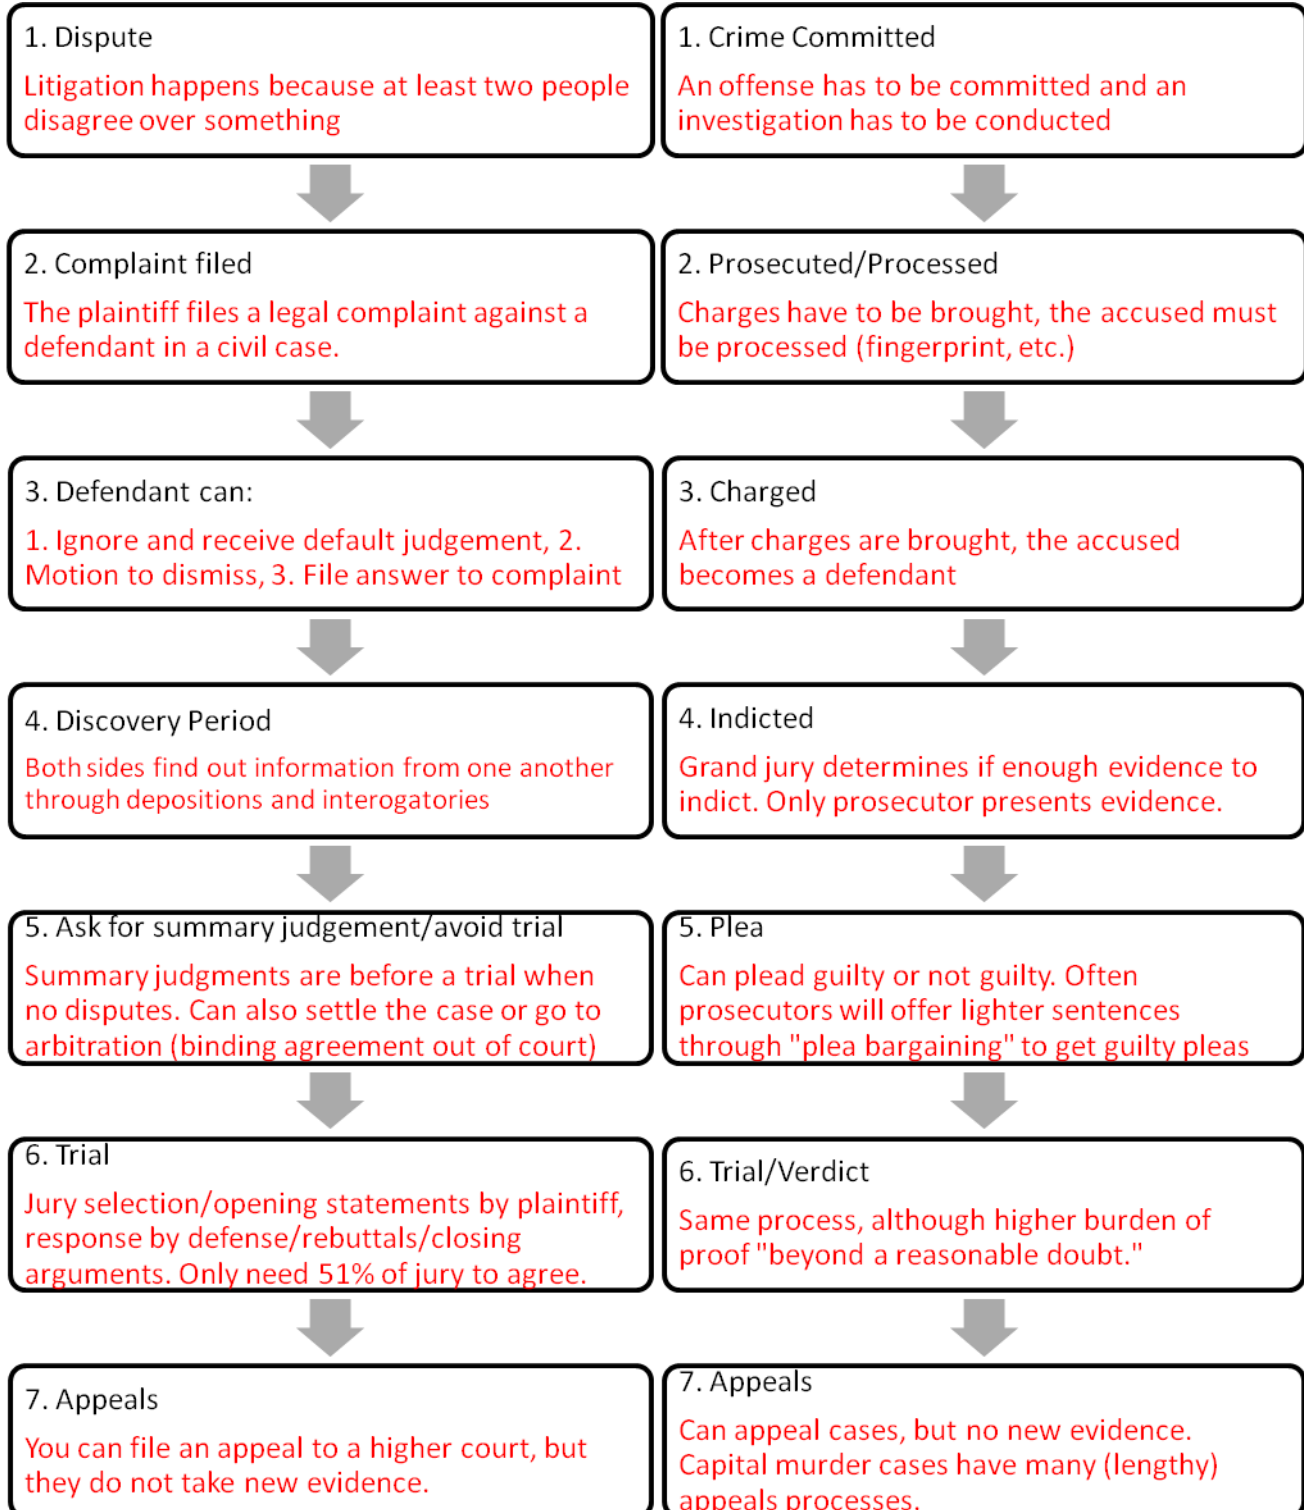 1. Dispute
Litigation happens because at least two people
disagree over something
2. Complaint filed
The plaintiff files a legal complaint against a
defendant in a civil case.
3. Defendant can:
1. Ignore and receive default judgement, 2.
Motion to dismiss, 3. File answer to complaint
4. Discovery Period
Both sides find out information from one another
through depositions and interogatories
5. Ask for summary judgement/avoid trial
Summary judgments are before a trial when
no disputes. Can also settle the case or go to
arbitration (binding agreement out of court)
6. Trial
Jury selection/opening statements by plaintiff,
response by defense/rebuttals/closing
arguments. Only need 51% of jury to agree.
7. Appeals
You can file an appeal to a higher court, but
they do not take new evidence.
1. Crime Committed
An offense has to be committed and an
investigation has to be conducted
2. Prosecuted/Processed
Charges have to be brought, the accused must
be processed (fingerprint, etc.)
3. Charged
After charges are brought, the accused
becomes a defendant
4. Indicted
Grand jury determines if enough evidence to
indict. Only prosecutor presents evidence.
5. Plea
Can plead guilty or not guilty. Often
prosecutors will offer lighter sentences
through "plea bargaining" to get guilty pleas
6. Trial/Verdict
Same process, although higher burden of
proof "beyond a reasonable doubt."
7. Appeals
Can appeal cases, but no new evidence.
Capital murder cases have many (lengthy)
appeals processes.